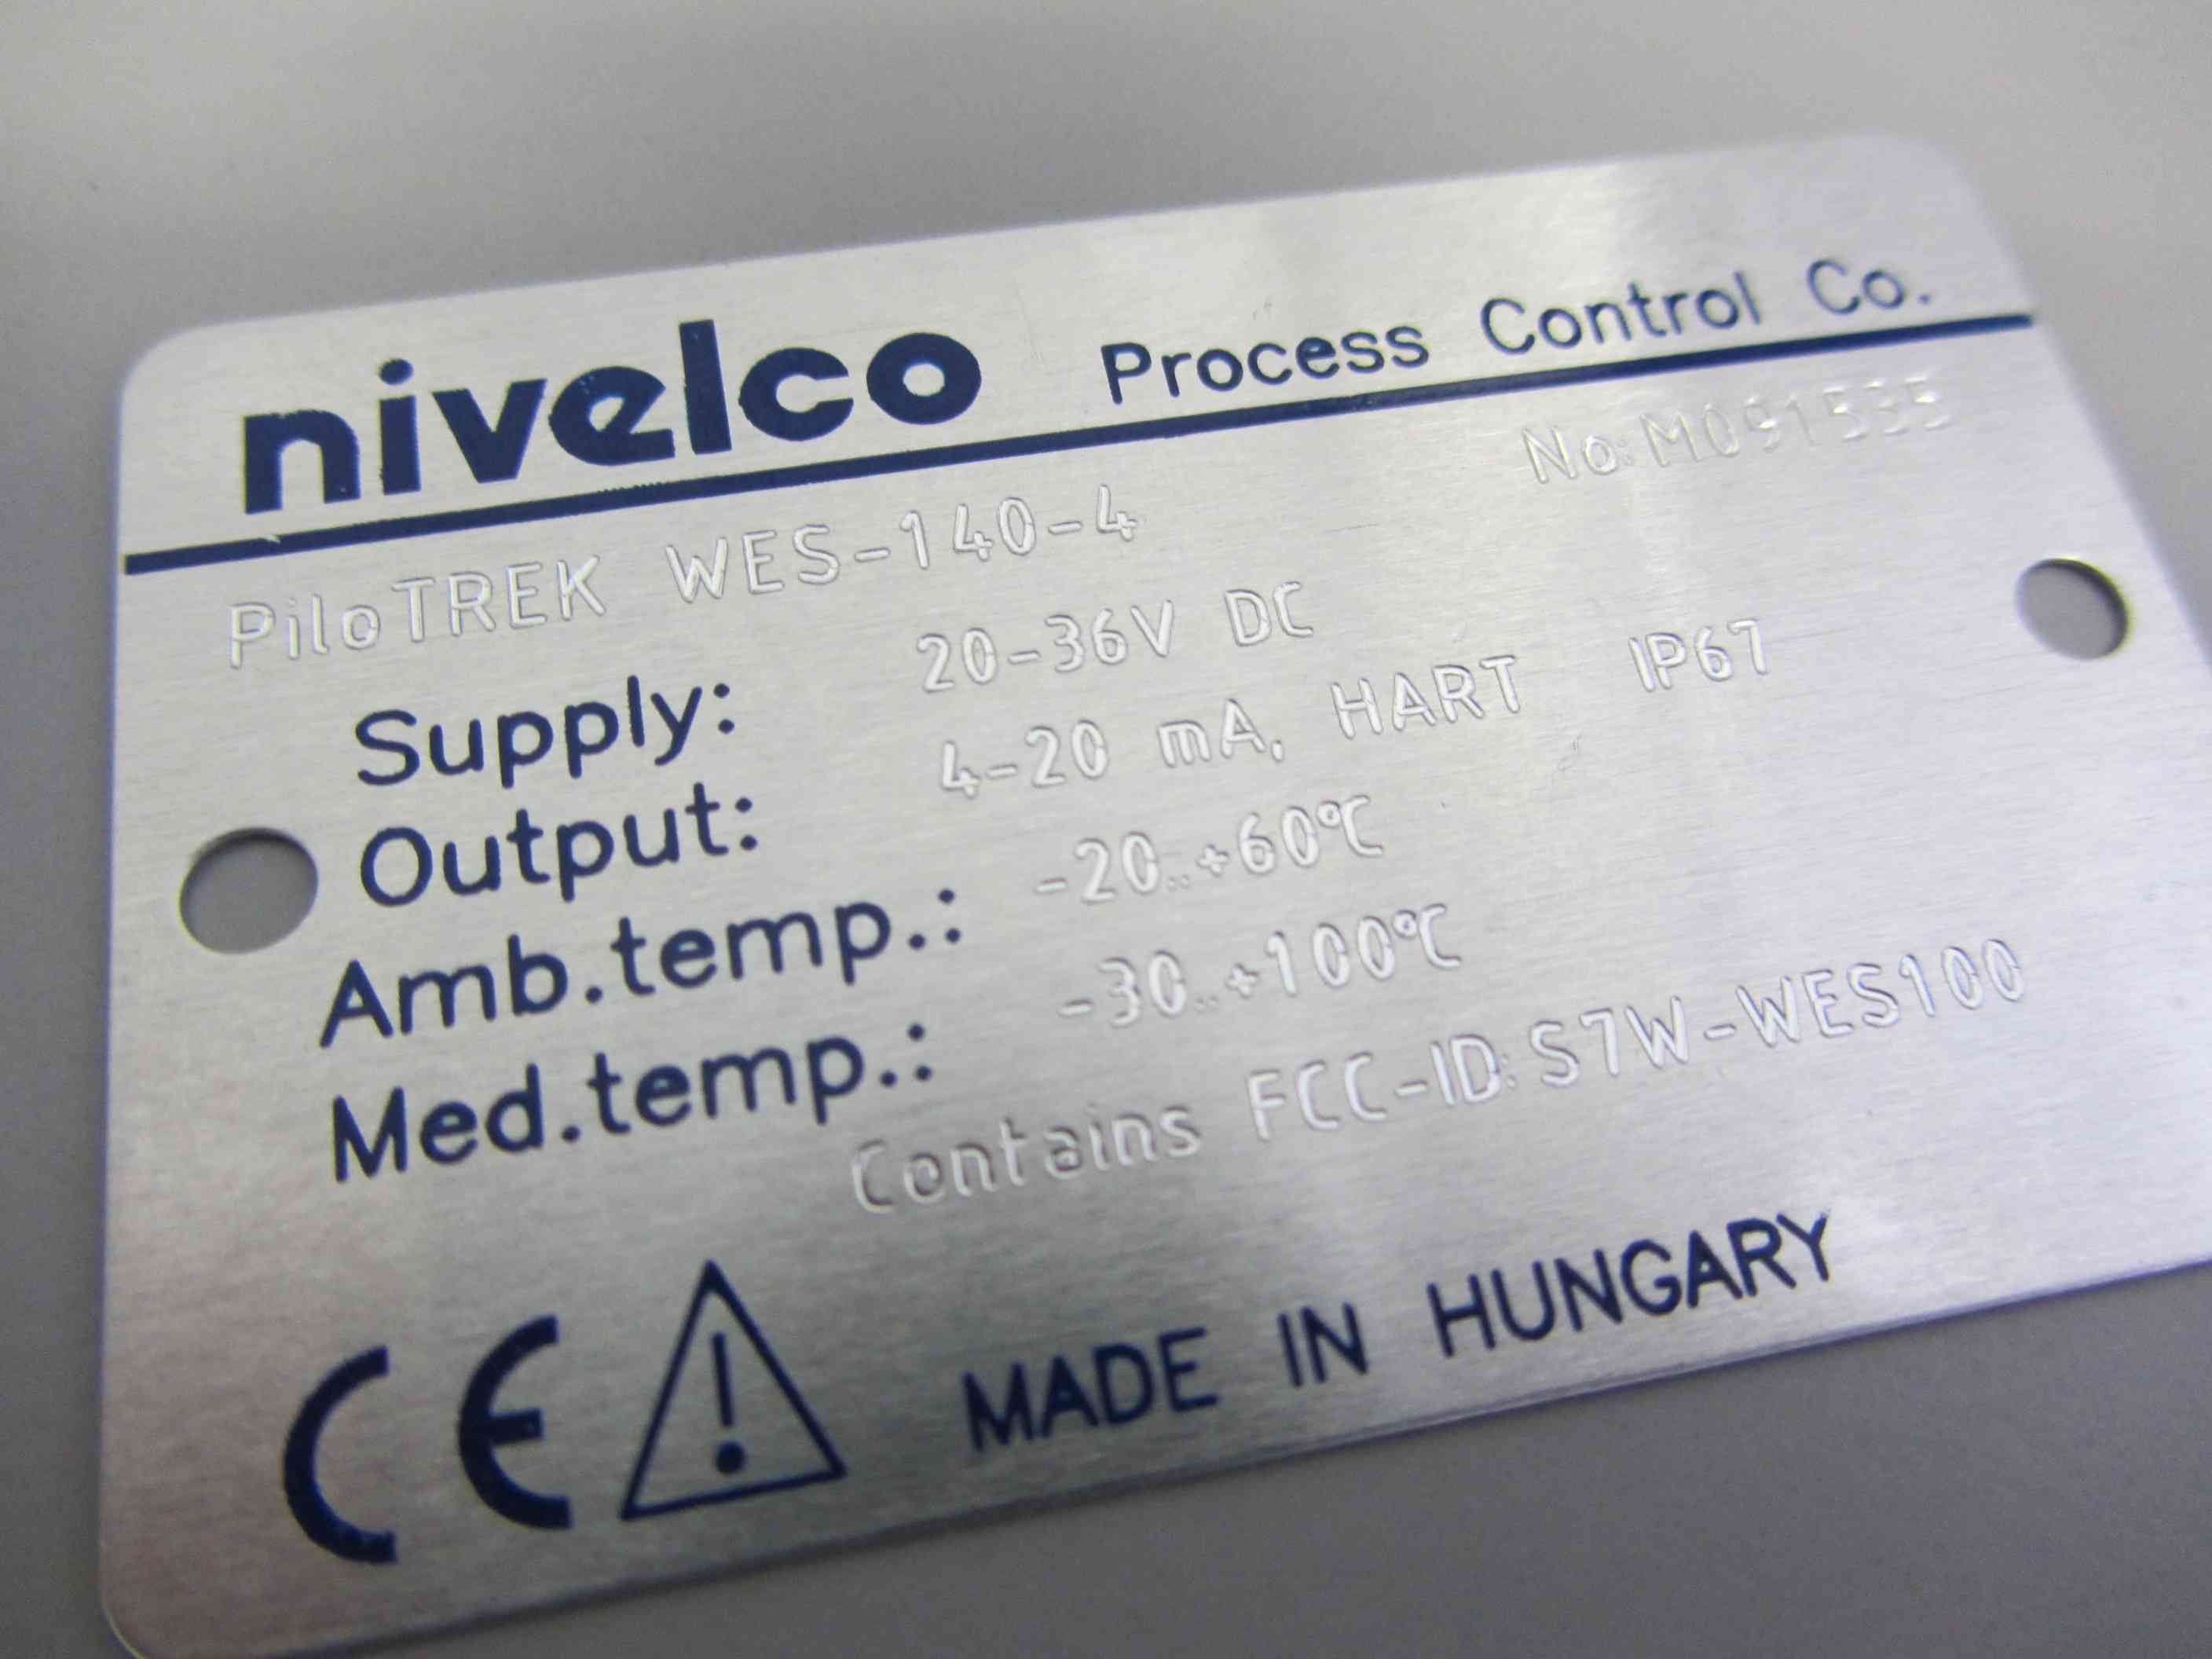 nivelco Process Control Co.
No: M091535
PiloTREK WES-140-4
Supply: 20-36V DC
Output: 4-20 mA, HART IP67
Amb.temp.: -20..+60°C
Med.temp.: -30..+100°C
Contains FCC-ID: S7W-WES100
CE ! MADE IN HUNGARY